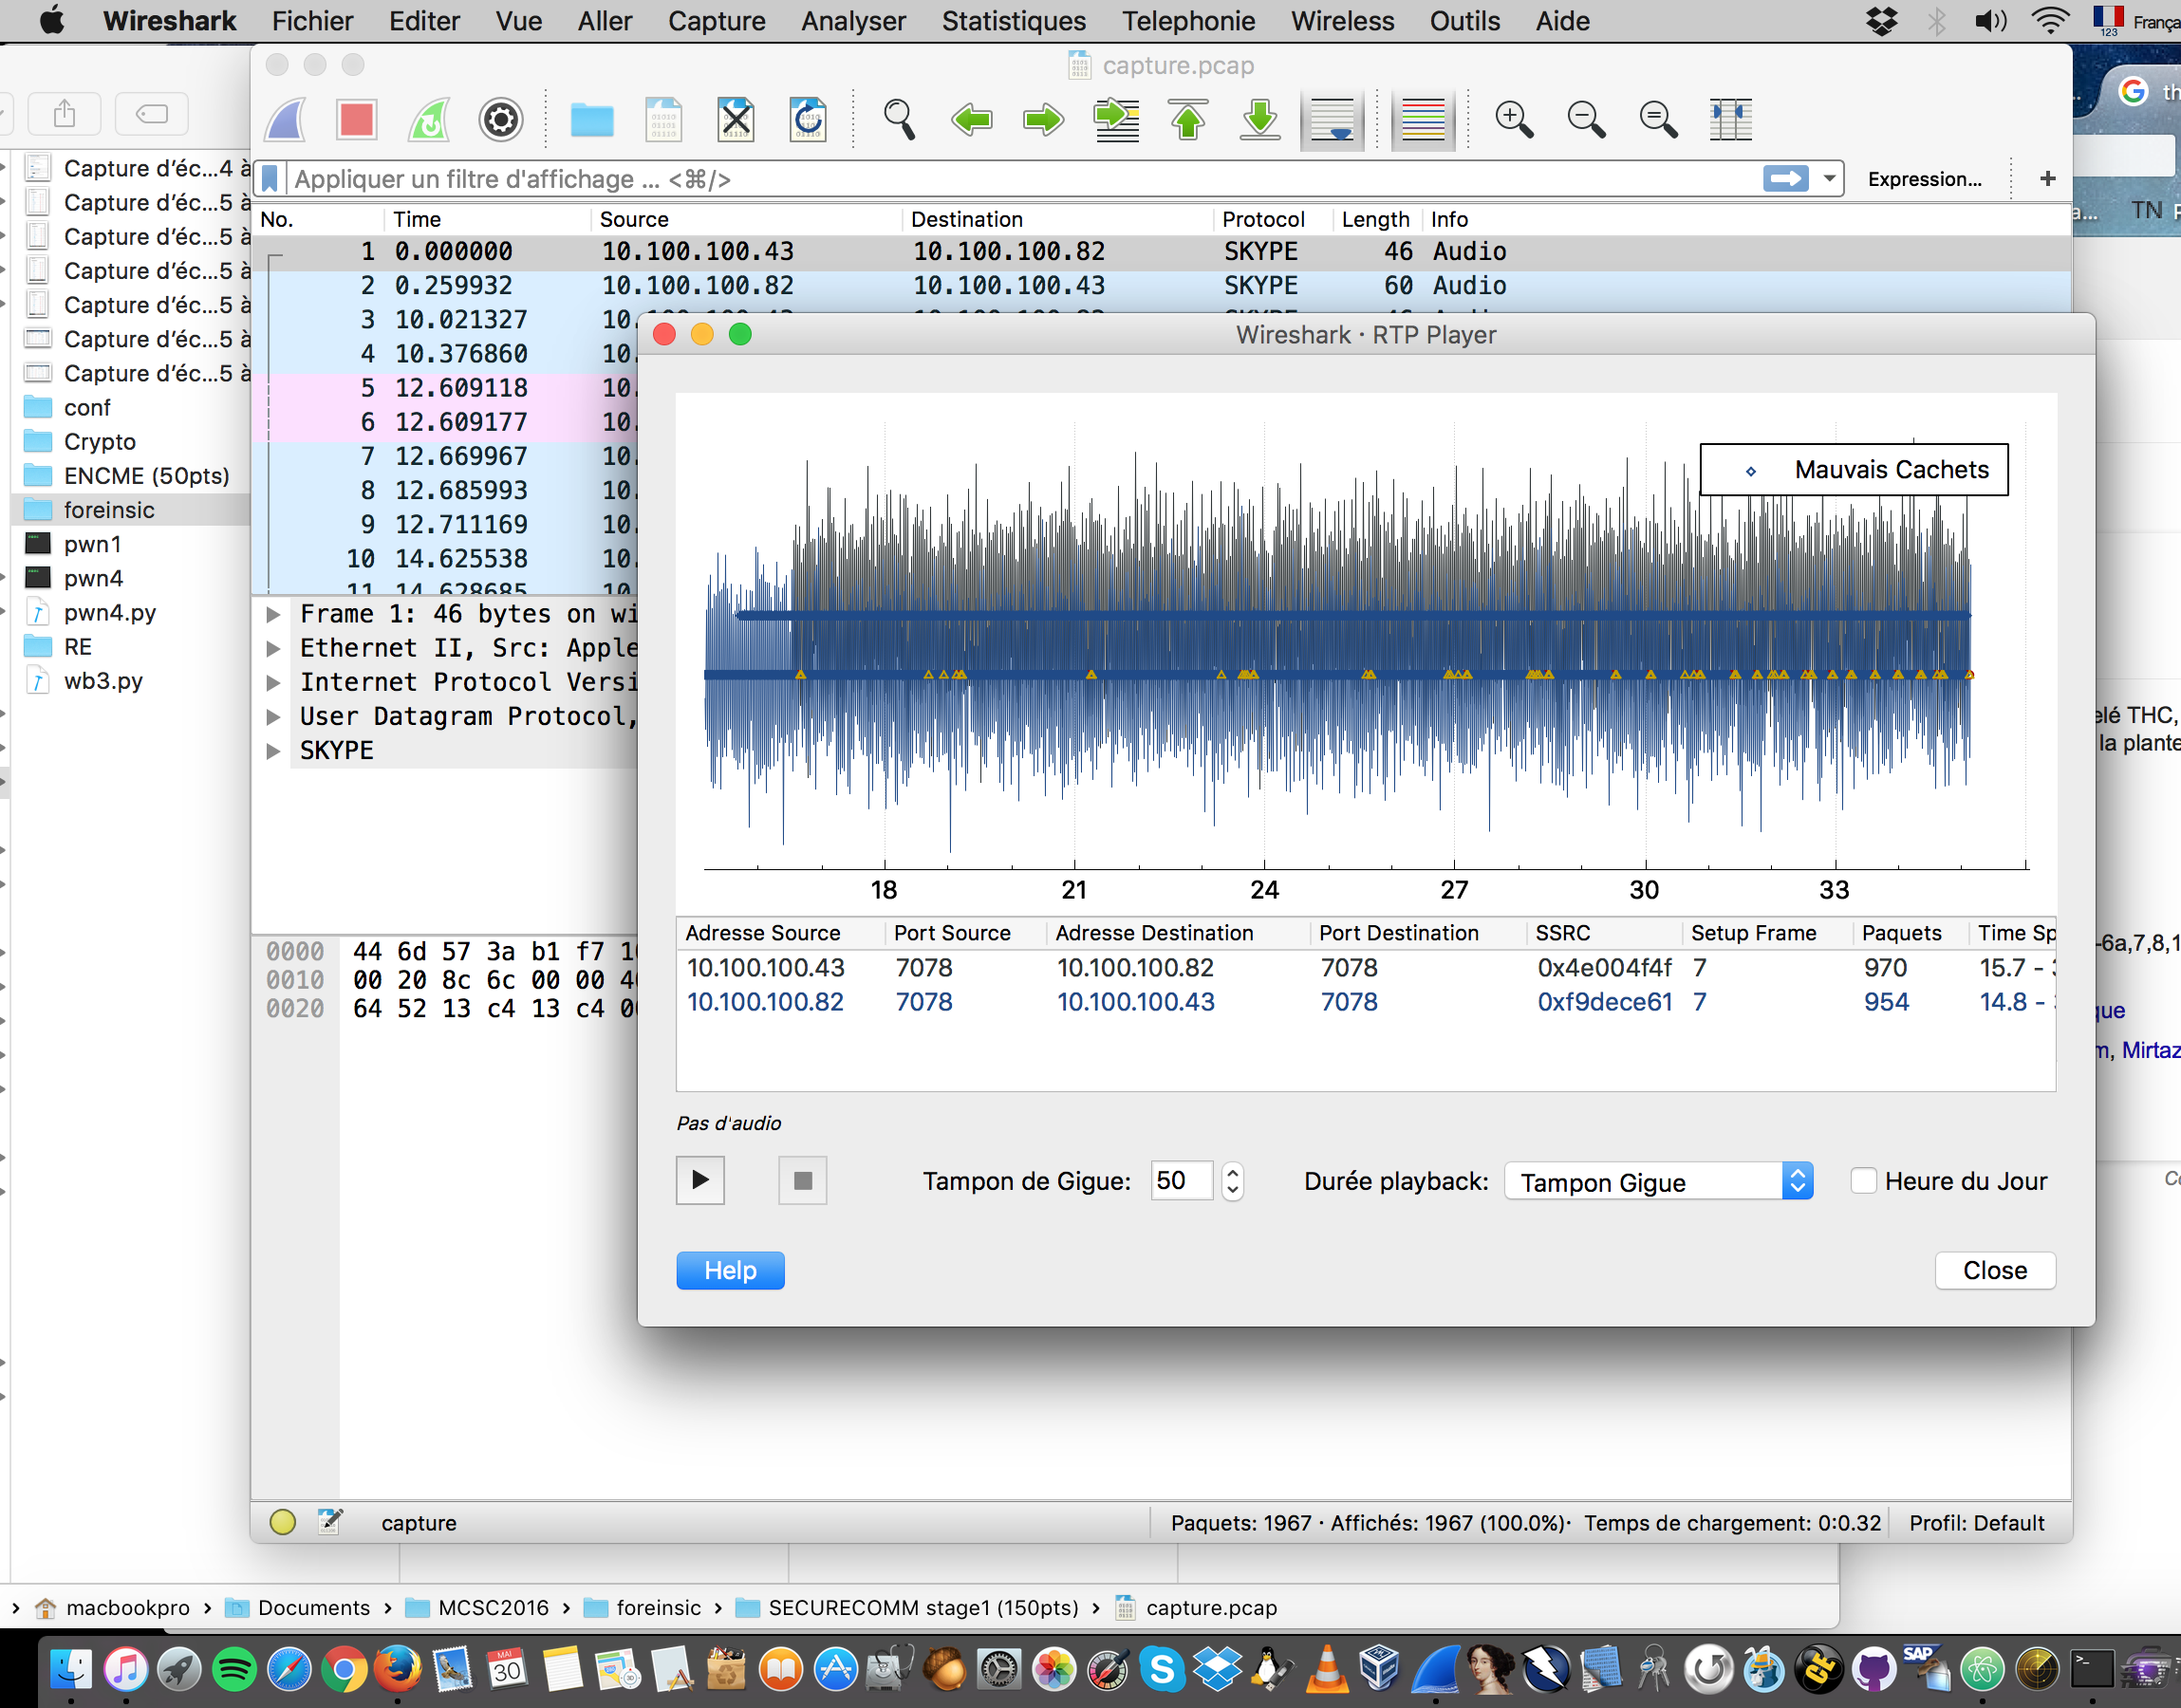 Wireshark Fichier Editer Vue Aller Capture Analyser Statistiques Telephonie Wireless Outils Aide
123 França
capture.pcap
th
Capture d'éc...4 à
Capture d'éc...5 à
Capture d'éc...5 à
Capture d'éc...5 à
Capture d'éc...5 à
Capture d'éc...5 à
Capture d'éc...5 à
conf
Crypto
ENCME (50pts)
foreinsic
pwn1
pwn4
pwn4.py
RE
wb3.py
Appliquer un filtre d'affichage ... <⌘/> Expression... +
No. Time Source Destination Protocol Length Info
1 0.000000 10.100.100.43 10.100.100.82 SKYPE 46 Audio
2 0.259932 10.100.100.82 10.100.100.43 SKYPE 60 Audio
3 10.021327 10.
4 10.376860 10.
5 12.609118 10.
6 12.609177 10.
7 12.669967 10.
8 12.685993 10.
9 12.711169 10.
10 14.625538 10.
11 14.628685 10.
Frame 1: 46 bytes on wi
Ethernet II, Src: Apple
Internet Protocol Versi
User Datagram Protocol,
SKYPE
0000 44 6d 57 3a b1 f7 10
0010 00 20 8c 6c 00 00 40
0020 64 52 13 c4 13 c4 00
Wireshark · RTP Player
Mauvais Cachets
18 21 24 27 30 33
Adresse Source Port Source Adresse Destination Port Destination SSRC Setup Frame Paquets Time Sp
10.100.100.43 7078 10.100.100.82 7078 0x4e004f4f 7 970 15.7 -
10.100.100.82 7078 10.100.100.43 7078 0xf9dece61 7 954 14.8 -
Pas d'audio
Tampon de Gigue: 50 Durée playback: Tampon Gigue Heure du Jour
Help Close
a... TN
elé THC,
la plante
-6a,7,8,1
que
m, Mirtaz
capture Paquets: 1967 · Affichés: 1967 (100.0%)· Temps de chargement: 0:0.32 Profil: Default
macbookpro › Documents › MCSC2016 › foreinsic › SECURECOMM stage1 (150pts) › capture.pcap
MAI
30
SAP